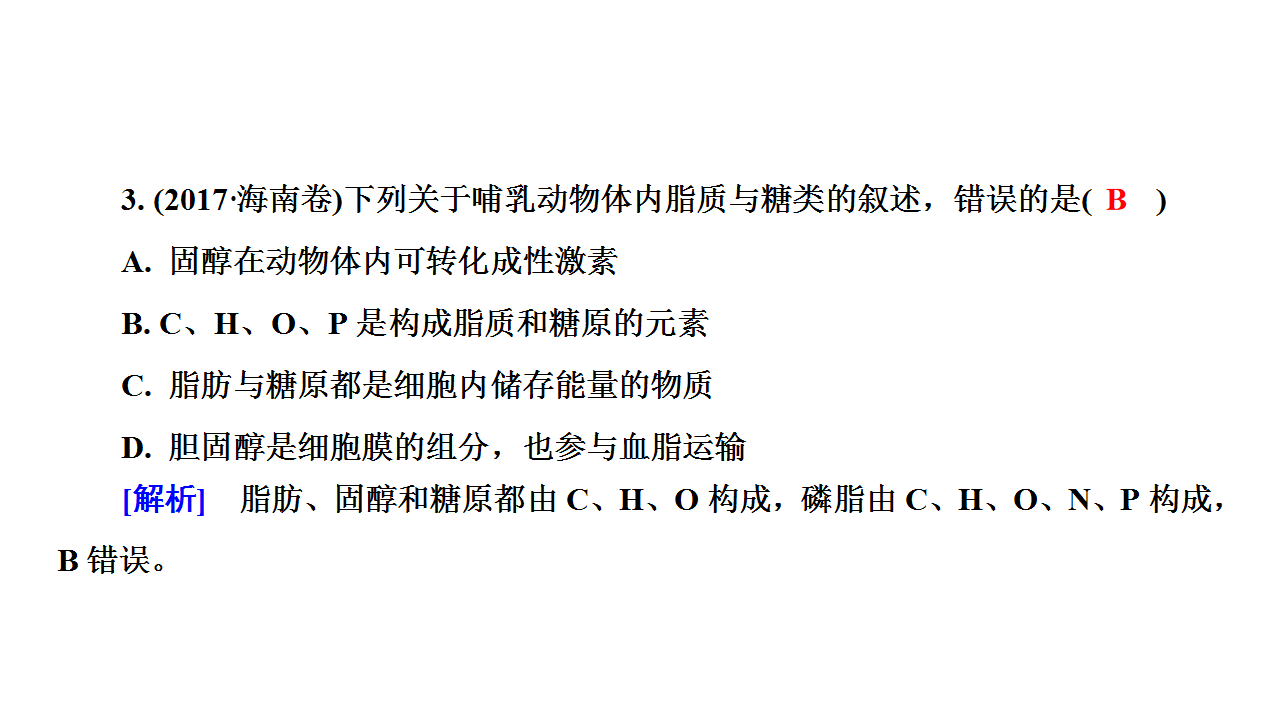 3. (2017·海南卷)下列关于哺乳动物体内脂质与糖类的叙述，错误的是( B )
A. 固醇在动物体内可转化成性激素
B. C、H、O、P 是构成脂质和糖原的元素
C. 脂肪与糖原都是细胞内储存能量的物质
D. 胆固醇是细胞膜的组分，也参与血脂运输
[解析] 脂肪、固醇和糖原都由 C、H、O 构成，磷脂由 C、H、O、N、P 构成，
B 错误。